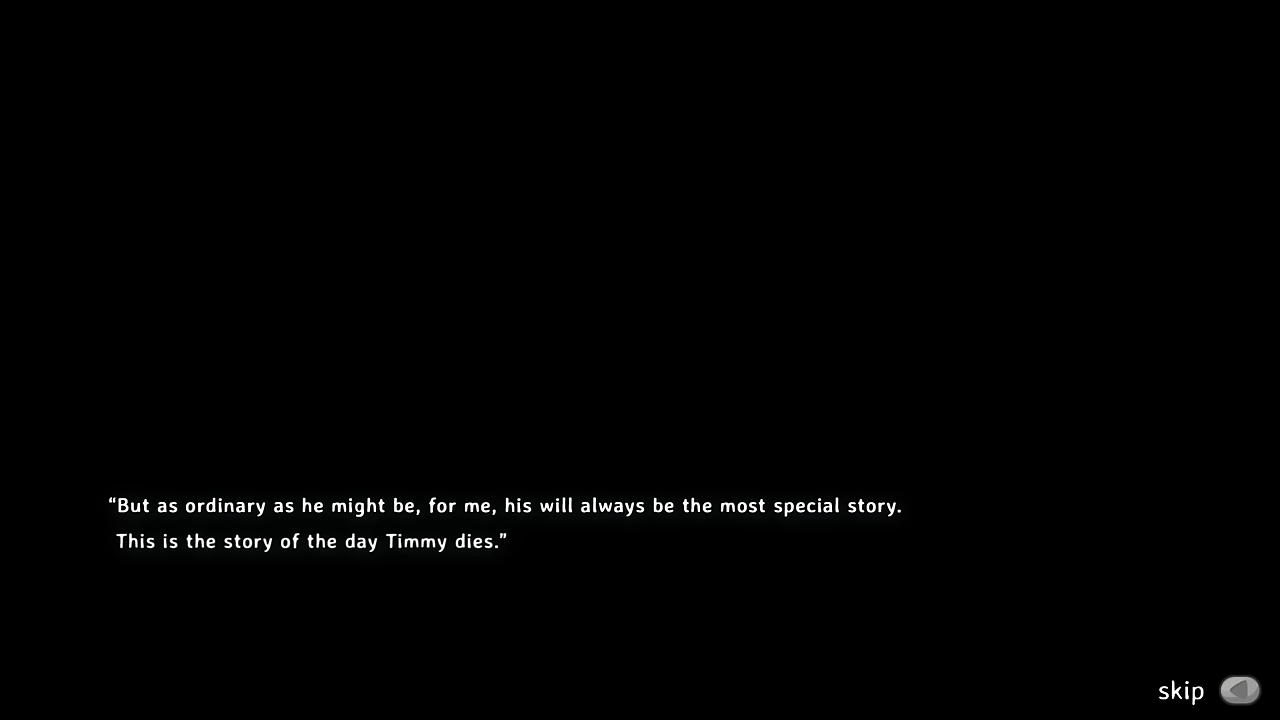 “But as ordinary as he might be, for me, his will always be the most special story.
This is the story of the day Timmy dies.”
skip